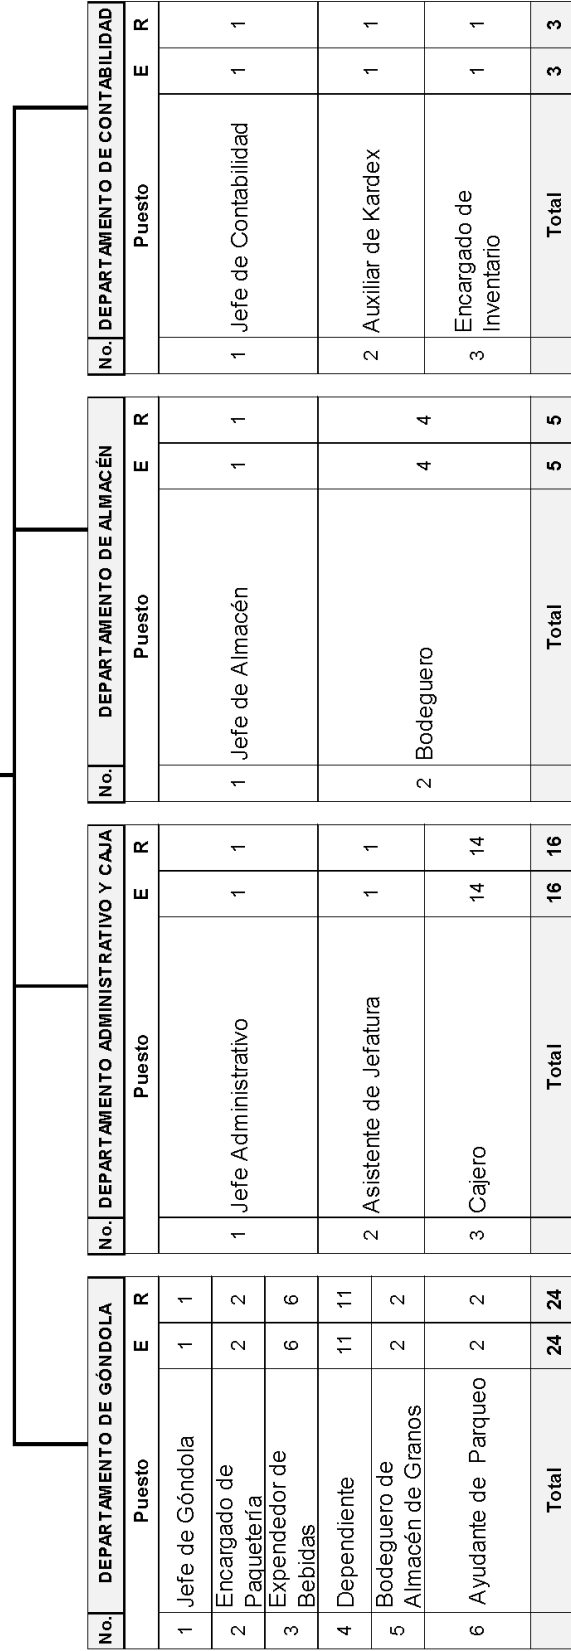 No. DEPARTAMENTO DE GÓNDOLA
Puesto E R
1 Jefe de Góndola 1 1
2 Encargado de
Paquetería 2 2
3 Expendedor de
Bebidas 6 6
4 Dependiente 11 11
5 Bodeguero de
Almacén de Granos 2 2
6 Ayudante de Parqueo 2 2
Total 24 24
No. DEPARTAMENTO ADMINISTRATIVO Y CAJA
Puesto E R
1 Jefe Administrativo 1 1
2 Asistente de Jefatura 1 1
3 Cajero 14 14
Total 16 16
No. DEPARTAMENTO DE ALMACÉN
Puesto E R
1 Jefe de Almacén 1 1
2 Bodeguero 4 4
Total 5 5
No. DEPARTAMENTO DE CONTABILIDAD
Puesto E R
1 Jefe de Contabilidad 1 1
2 Auxiliar de Kardex 1 1
3 Encargado de
Inventario 1 1
Total 3 3